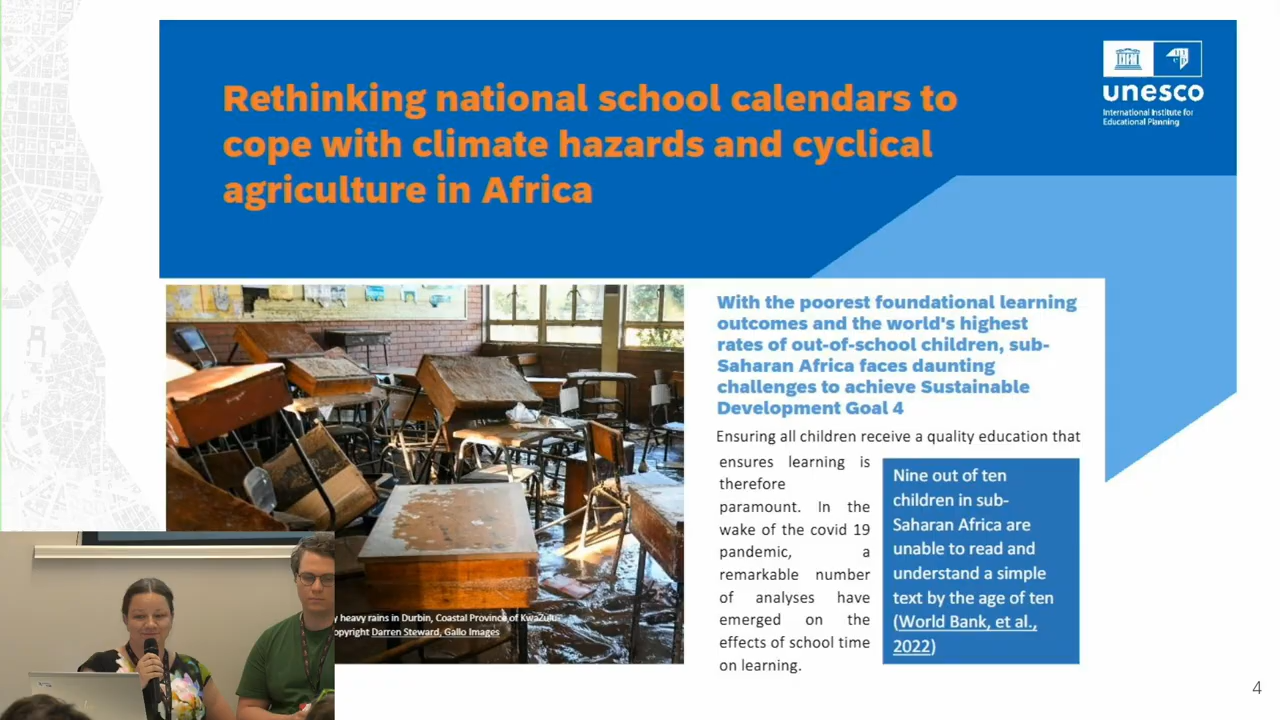 Rethinking national school calendars to
cope with climate hazards and cyclical
agriculture in Africa
unesco
International Institute for
Educational Planning
With the poorest foundational learning
outcomes and the world's highest
rates of out-of-school children, sub-
Saharan Africa faces daunting
challenges to achieve Sustainable
Development Goal 4
Ensuring all children receive a quality education that
ensures learning is
therefore
paramount. In the
wake of the covid 19
pandemic, a
remarkable number
of analyses have
emerged on the
effects of school time
on learning.
Nine out of ten
children in sub-
Saharan Africa are
unable to read and
understand a simple
text by the age of ten
(World Bank, et al.,
2022)
y heavy rains in Durbin, Coastal Province of KwaZulu-
opyright Darren Steward, Gallo Images
4